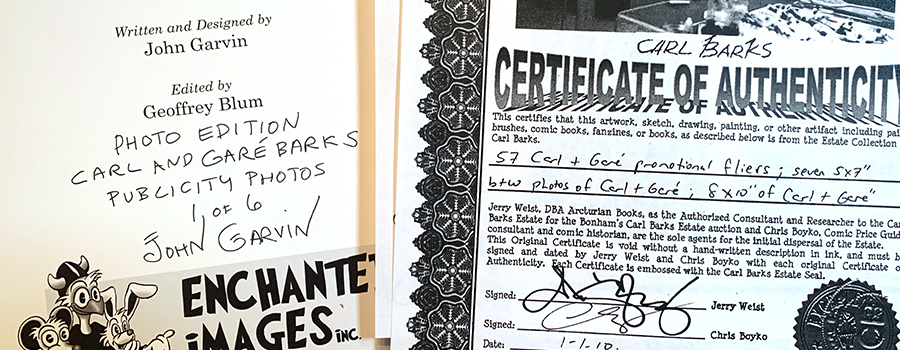 Written and Designed by
John Garvin
Edited by
Geoffrey Blum
PHOTO EDITION
CARL AND GARÉ BARKS
PUBLICITY PHOTOS
1 of 6
JOHN GARVIN
ENCHANTE
IMAGES
INC.
CARL BARKS
CERTIFICATE OF AUTHENTICITY
This certifies that this artwork, sketch, drawing, painting, or other artifact including pai
brushes, comic books, fanzines, or books, as described below is from the Estate Collection
Carl Barks.
57 Carl + Garé promotional fliers; seven 5x7"
b+w photos of Carl + Garé; 8x10" of Carl + Garé"
Jerry Weist, DBA Arcturian Books, as the Authorized Consultant and Researcher to the Ca
Barks Estate for the Bonham's Carl Barks Estate auction and Chris Boyko, Comic Price Guid
consultant and comic historian, are the sole agents for the initial dispersal of the Estate.
This Original Certificate is void without a hand-written description in ink, and must b
signed and dated by Jerry Weist and Chris Boyko with each original Certificate o
Authenticity. Each Certificate is embossed with the Carl Barks Estate Seal.
Signed: Jerry Weist
Signed: Chris Boyko
Date: 1-1-10.